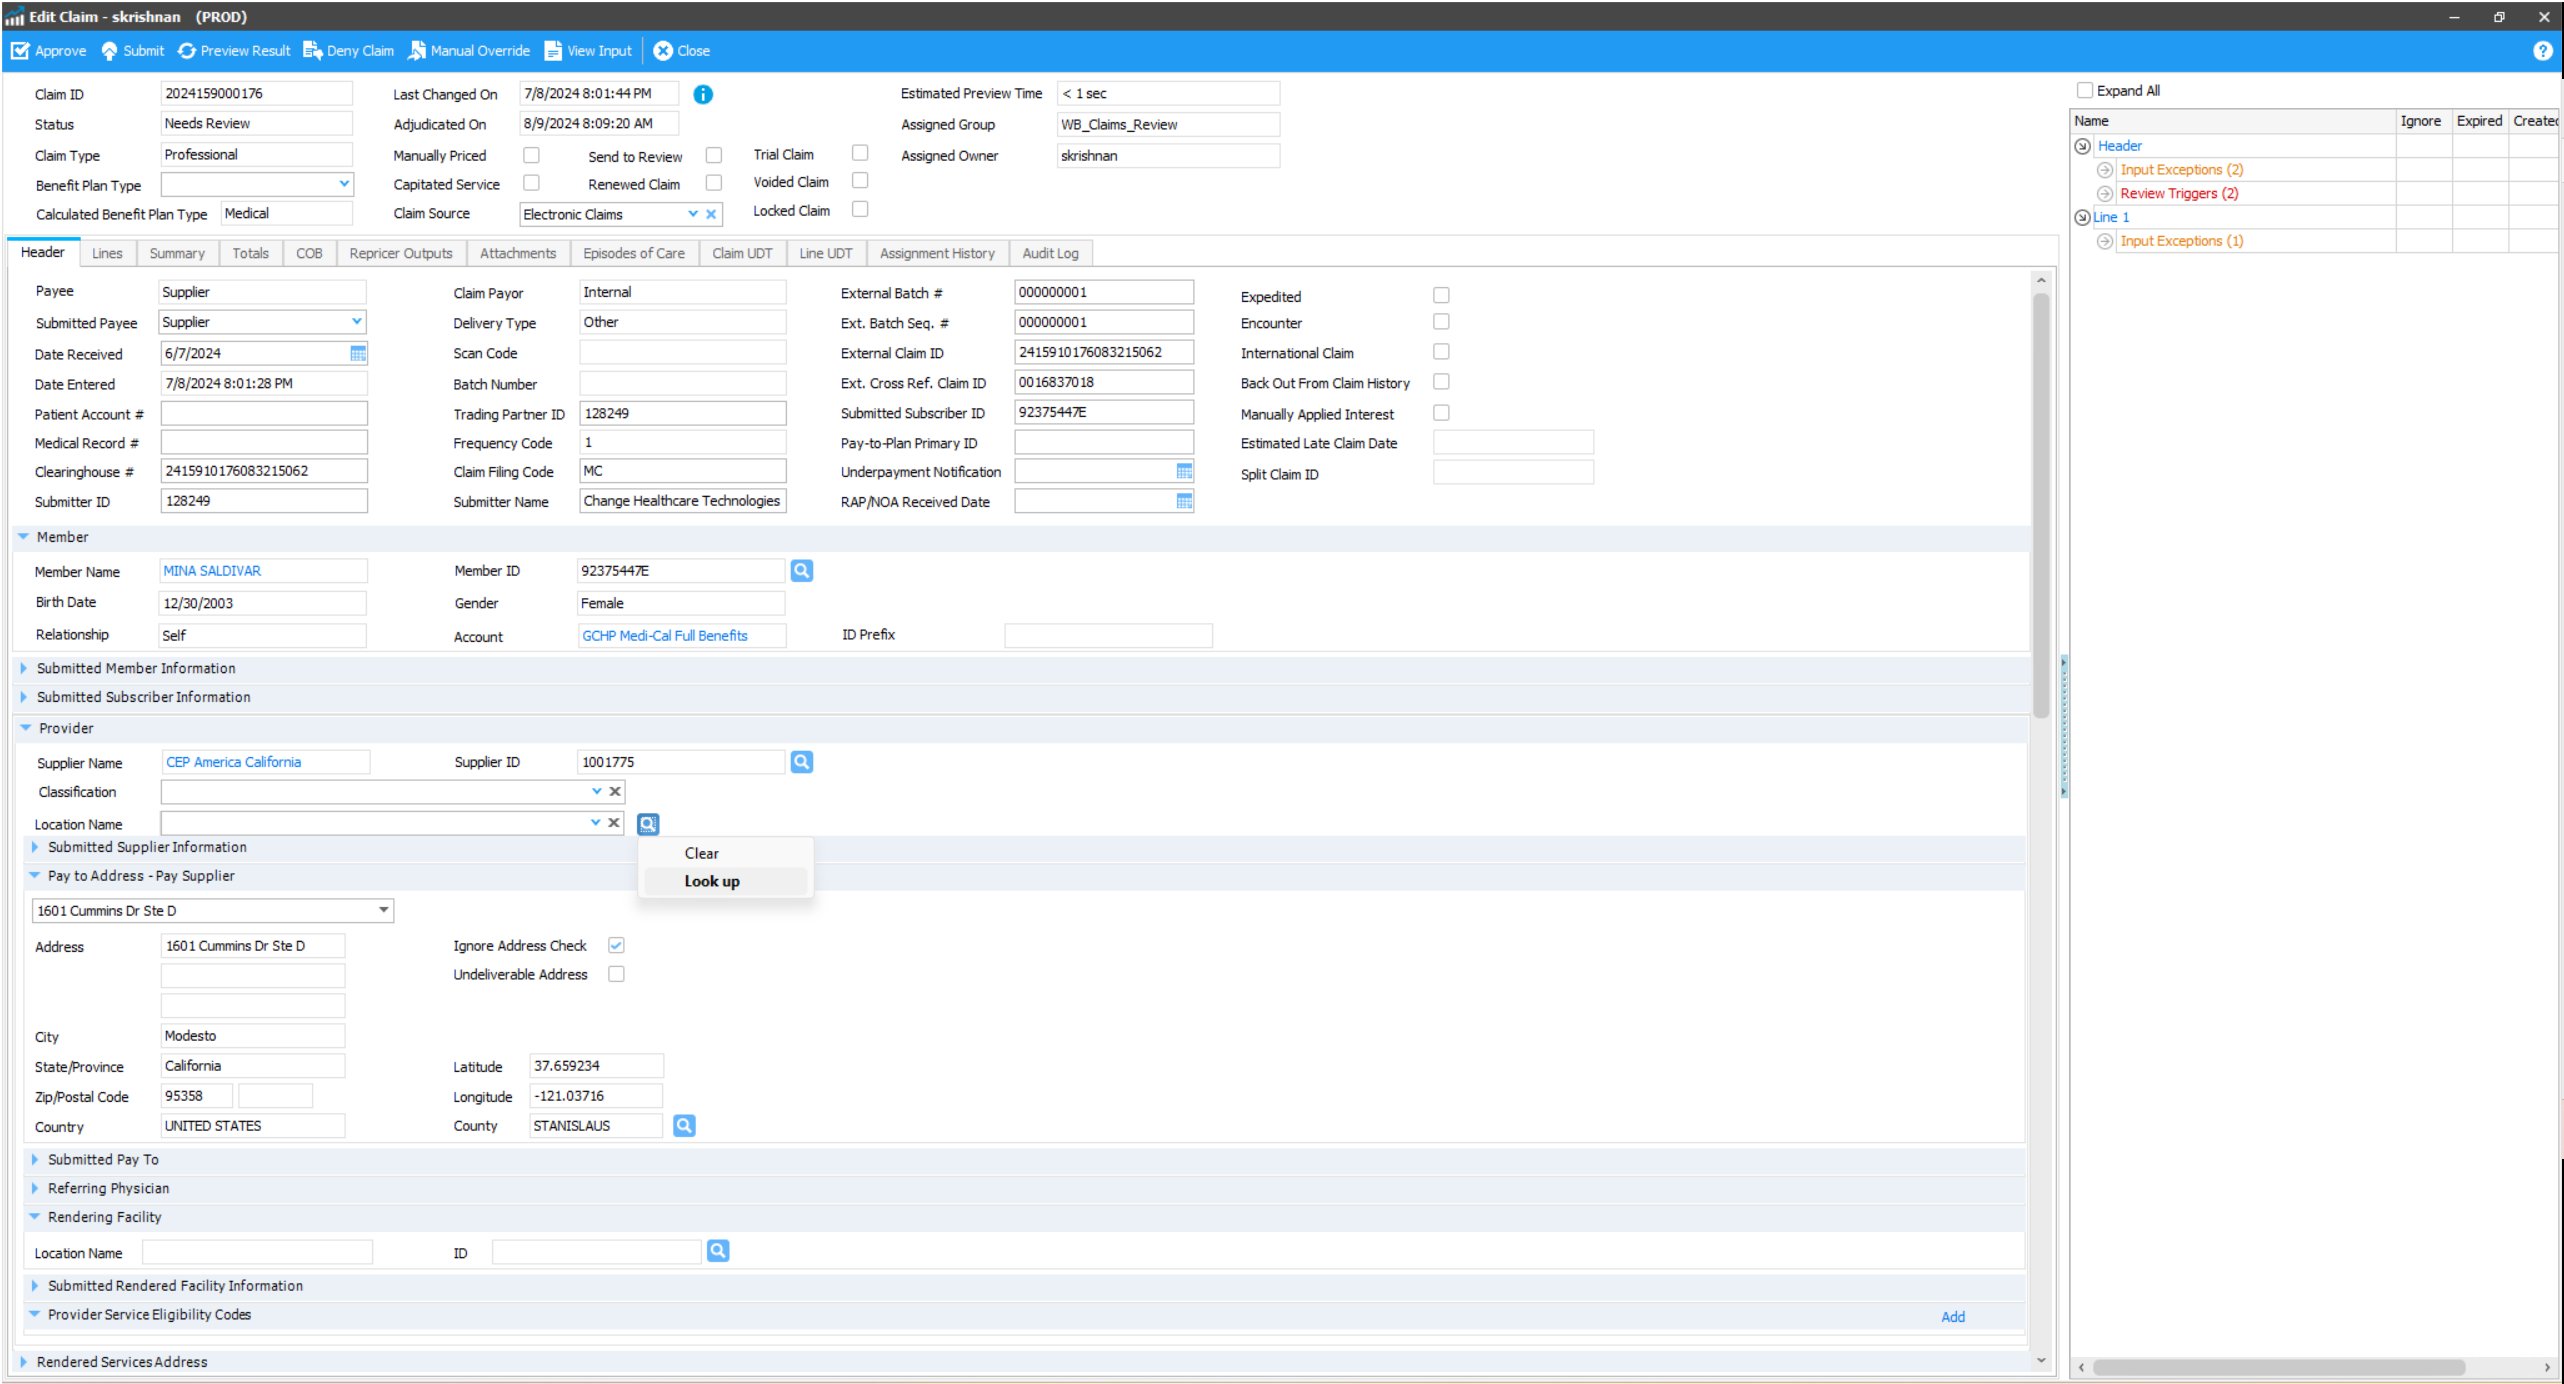 Edit Claim - skrishnan (PROD)
Approve Submit Preview Result Deny Claim Manual Override View Input Close
Claim ID 2024159000176 Last Changed On 7/8/2024 8:01:44 PM Estimated Preview Time < 1 sec
Status Needs Review Adjudicated On 8/9/2024 8:09:20 AM Assigned Group WB_Claims_Review
Claim Type Professional Manually Priced Send to Review Trial Claim Assigned Owner skrishnan
Benefit Plan Type Capitated Service Renewed Claim Voided Claim
Calculated Benefit Plan Type Medical Claim Source Electronic Claims Locked Claim
Header Lines Summary Totals COB Repricer Outputs Attachments Episodes of Care Claim UDT Line UDT Assignment History Audit Log
Payee Supplier Claim Payor Internal External Batch # 000000001 Expedited
Submitted Payee Supplier Delivery Type Other Ext. Batch Seq. # 000000001 Encounter
Date Received 6/7/2024 Scan Code External Claim ID 2415910176083215062 International Claim
Date Entered 7/8/2024 8:01:28 PM Batch Number Ext. Cross Ref. Claim ID 0016837018 Back Out From Claim History
Patient Account # Trading Partner ID 128249 Submitted Subscriber ID 92375447E Manually Applied Interest
Medical Record # Frequency Code 1 Pay-to-Plan Primary ID Estimated Late Claim Date
Clearinghouse # 2415910176083215062 Claim Filing Code MC Underpayment Notification Split Claim ID
Submitter ID 128249 Submitter Name Change Healthcare Technologies RAP/NOA Received Date
Member
Member Name MINA SALDIVAR Member ID 92375447E
Birth Date 12/30/2003 Gender Female
Relationship Self Account GCHP Medi-Cal Full Benefits ID Prefix
Submitted Member Information
Submitted Subscriber Information
Provider
Supplier Name CEP America California Supplier ID 1001775
Classification
Location Name
Clear
Look up
Submitted Supplier Information
Pay to Address - Pay Supplier
1601 Cummins Dr Ste D
Address 1601 Cummins Dr Ste D Ignore Address Check
Undeliverable Address
City Modesto
State/Province California Latitude 37.659234
Zip/Postal Code 95358 Longitude -121.03716
Country UNITED STATES County STANISLAUS
Submitted Pay To
Referring Physician
Rendering Facility
Location Name ID
Submitted Rendered Facility Information
Provider Service Eligibility Codes Add
Rendered Services Address
Expand All
Name Ignore Expired Created
Header
Input Exceptions (2)
Review Triggers (2)
Line 1
Input Exceptions (1)